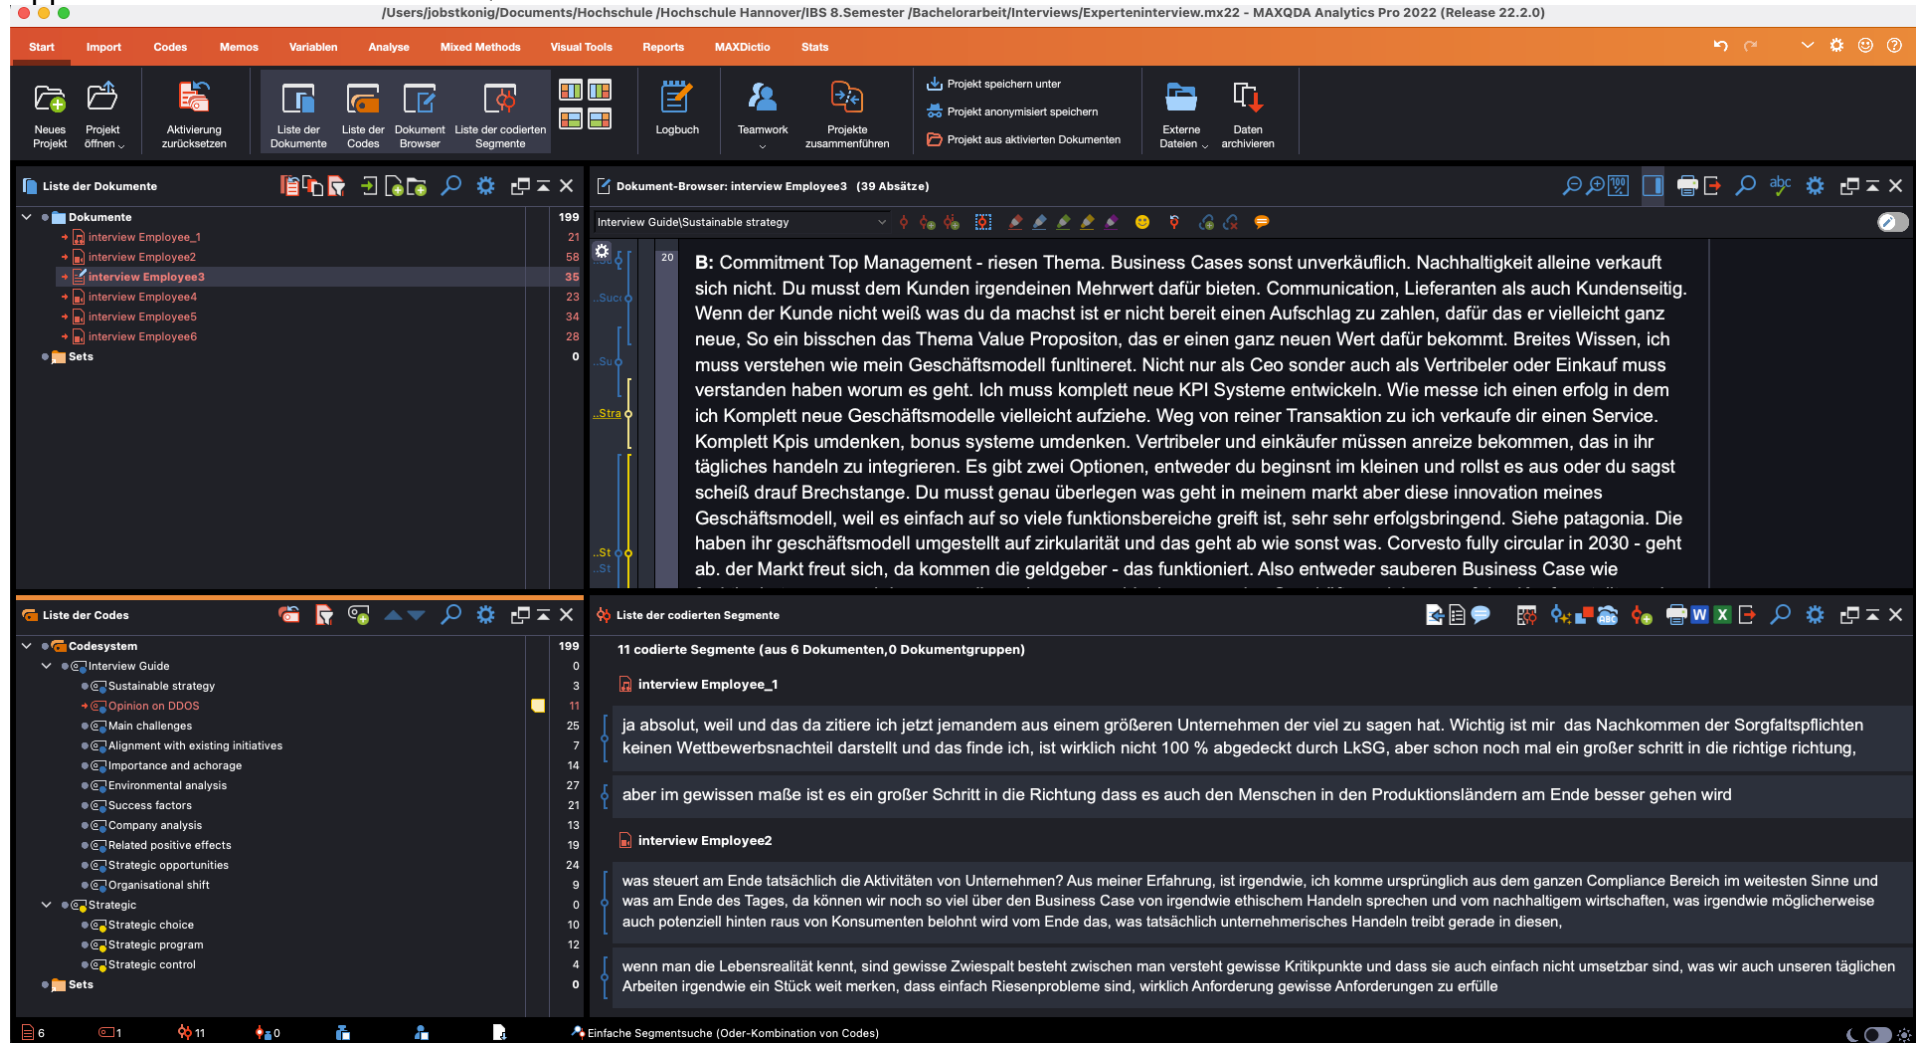 /Users/jobstkonig/Documents/Hochschule /Hochschule Hannover/IBS 8.Semester /Bachelorarbeit/Interviews/Experteninterview.mx22 - MAXQDA Analytics Pro 2022 (Release 22.2.0)
Start Import Codes Memos Variablen Analyse Mixed Methods Visual Tools Reports MAXDictio Stats
Neues Projekt
Projekt öffnen
Aktivierung zurücksetzen
Liste der Dokumente
Liste der Codes
Dokument Browser
Liste der codierten Segmente
Logbuch
Teamwork
Projekte zusammenführen
Projekt speichern unter
Projekt anonymisiert speichern
Projekt aus aktivierten Dokumenten
Externe Dateien
Daten archivieren
Liste der Dokumente
Dokumente 199
interview Employee_1 21
interview Employee2 58
interview Employee3 35
interview Employee4 23
interview Employee5 34
interview Employee6 28
Sets 0
Dokument-Browser: interview Employee3 (39 Absätze)
Interview Guide\Sustainable strategy
..Suc
..Su
..Stra
..St
..St
20
B: Commitment Top Management - riesen Thema. Business Cases sonst unverkäuflich. Nachhaltigkeit alleine verkauft
sich nicht. Du musst dem Kunden irgendeinen Mehrwert dafür bieten. Communication, Lieferanten als auch Kundenseitig.
Wenn der Kunde nicht weiß was du da machst ist er nicht bereit einen Aufschlag zu zahlen, dafür das er vielleicht ganz
neue, So ein bisschen das Thema Value Propositon, das er einen ganz neuen Wert dafür bekommt. Breites Wissen, ich
muss verstehen wie mein Geschäftsmodell funltineret. Nicht nur als Ceo sonder auch als Vertribeler oder Einkauf muss
verstanden haben worum es geht. Ich muss komplett neue KPI Systeme entwickeln. Wie messe ich einen erfolg in dem
ich Komplett neue Geschäftsmodelle vielleicht aufziehe. Weg von reiner Transaktion zu ich verkaufe dir einen Service.
Komplett Kpis umdenken, bonus systeme umdenken. Vertribeler und einkäufer müssen anreize bekommen, das in ihr
tägliches handeln zu integrieren. Es gibt zwei Optionen, entweder du beginsnt im kleinen und rollst es aus oder du sagst
scheiß drauf Brechstange. Du musst genau überlegen was geht in meinem markt aber diese innovation meines
Geschäftsmodell, weil es einfach auf so viele funktionsbereiche greift ist, sehr sehr erfolgsbringend. Siehe patagonia. Die
haben ihr geschäftsmodell umgestellt auf zirkularität und das geht ab wie sonst was. Corvesto fully circular in 2030 - geht
ab. der Markt freut sich, da kommen die geldgeber - das funktioniert. Also entweder sauberen Business Case wie
Liste der Codes
Codesystem 199
Interview Guide 0
Sustainable strategy 3
Opinion on DDOS 11
Main challenges 25
Alignment with existing initiatives 7
Importance and achorage 14
Environmental analysis 27
Success factors 21
Company analysis 13
Related positive effects 19
Strategic opportunities 24
Organisational shift 9
Strategic 0
Strategic choice 10
Strategic program 12
Strategic control 4
Sets 0
Liste der codierten Segmente
11 codierte Segmente (aus 6 Dokumenten,0 Dokumentgruppen)
interview Employee_1
ja absolut, weil und das da zitiere ich jetzt jemandem aus einem größeren Unternehmen der viel zu sagen hat. Wichtig ist mir das Nachkommen der Sorgfaltspflichten
keinen Wettbewerbsnachteil darstellt und das finde ich, ist wirklich nicht 100 % abgedeckt durch LkSG, aber schon noch mal ein großer schritt in die richtige richtung,
aber im gewissen maße ist es ein großer Schritt in die Richtung dass es auch den Menschen in den Produktionsländern am Ende besser gehen wird
interview Employee2
was steuert am Ende tatsächlich die Aktivitäten von Unternehmen? Aus meiner Erfahrung, ist irgendwie, ich komme ursprünglich aus dem ganzen Compliance Bereich im weitesten Sinne und
was am Ende des Tages, da können wir noch so viel über den Business Case von irgendwie ethischem Handeln sprechen und vom nachhaltigem wirtschaften, was irgendwie möglicherweise
auch potenziell hinten raus von Konsumenten belohnt wird vom Ende das, was tatsächlich unternehmerisches Handeln treibt gerade in diesen,
wenn man die Lebensrealität kennt, sind gewisse Zwiespalt besteht zwischen man versteht gewisse Kritikpunkte und dass sie auch einfach nicht umsetzbar sind, was wir auch unseren täglichen
Arbeiten irgendwie ein Stück weit merken, dass einfach Riesenprobleme sind, wirklich Anforderung gewisse Anforderungen zu erfülle
6 1 11 0 Einfache Segmentsuche (Oder-Kombination von Codes)